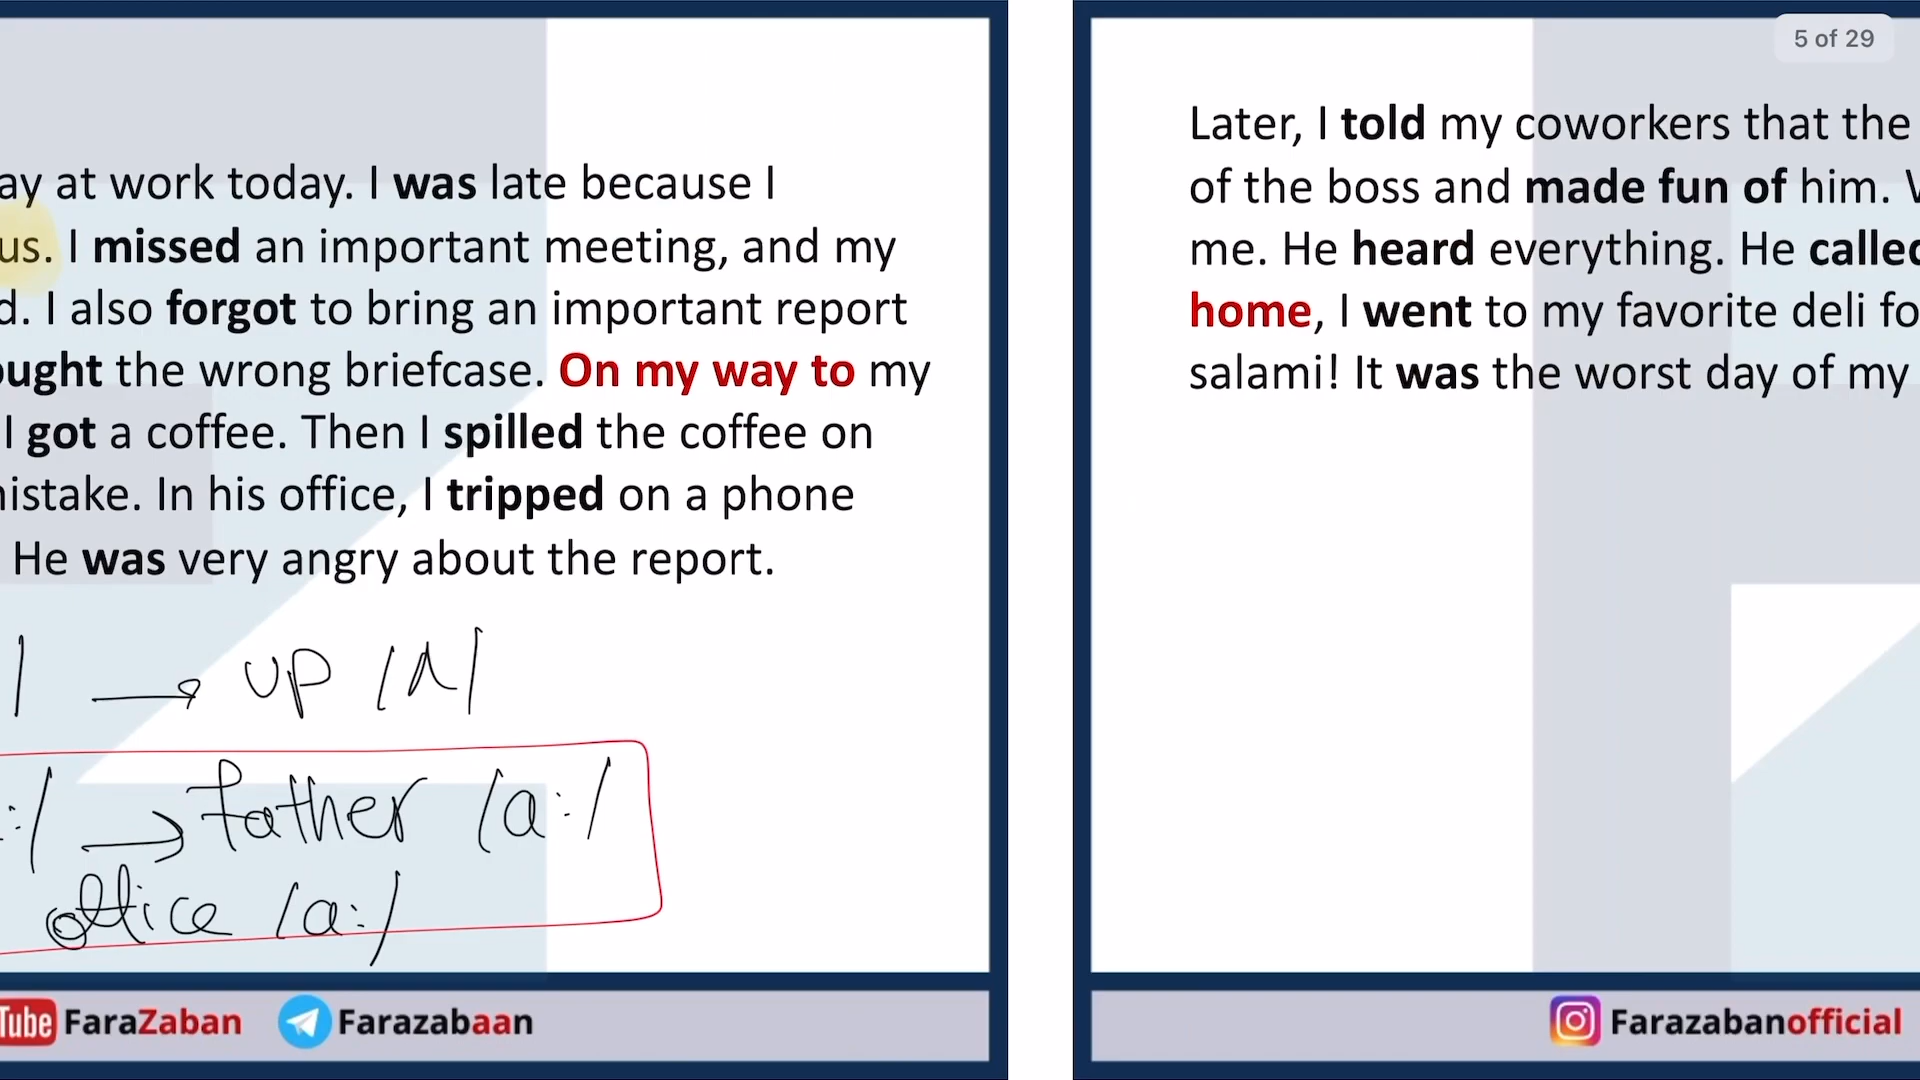 ay at work today. I was late because I
us. I missed an important meeting, and my
d. I also forgot to bring an important report
ought the wrong briefcase. On my way to my
I got a coffee. Then I spilled the coffee on
istake. In his office, I tripped on a phone
He was very angry about the report.
/ → up /ʌ/
:/ → father /a:/
office /a:/
Tube FaraZaban Farazabaan
5 of 29
Later, I told my coworkers that the
of the boss and made fun of him.
me. He heard everything. He called
home, I went to my favorite deli fo
salami! It was the worst day of my
Farazabanofficial